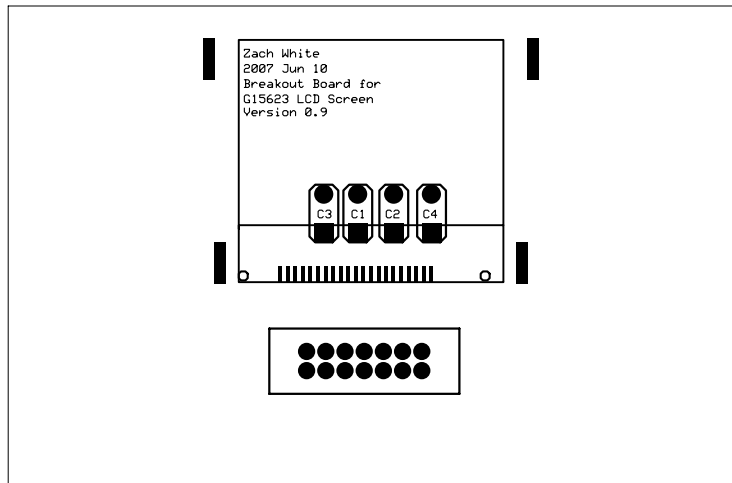 Zach White
2007 Jun 10
Breakout Board for
G15623 LCD Screen
Version 0.9
C3 C1 C2 C4